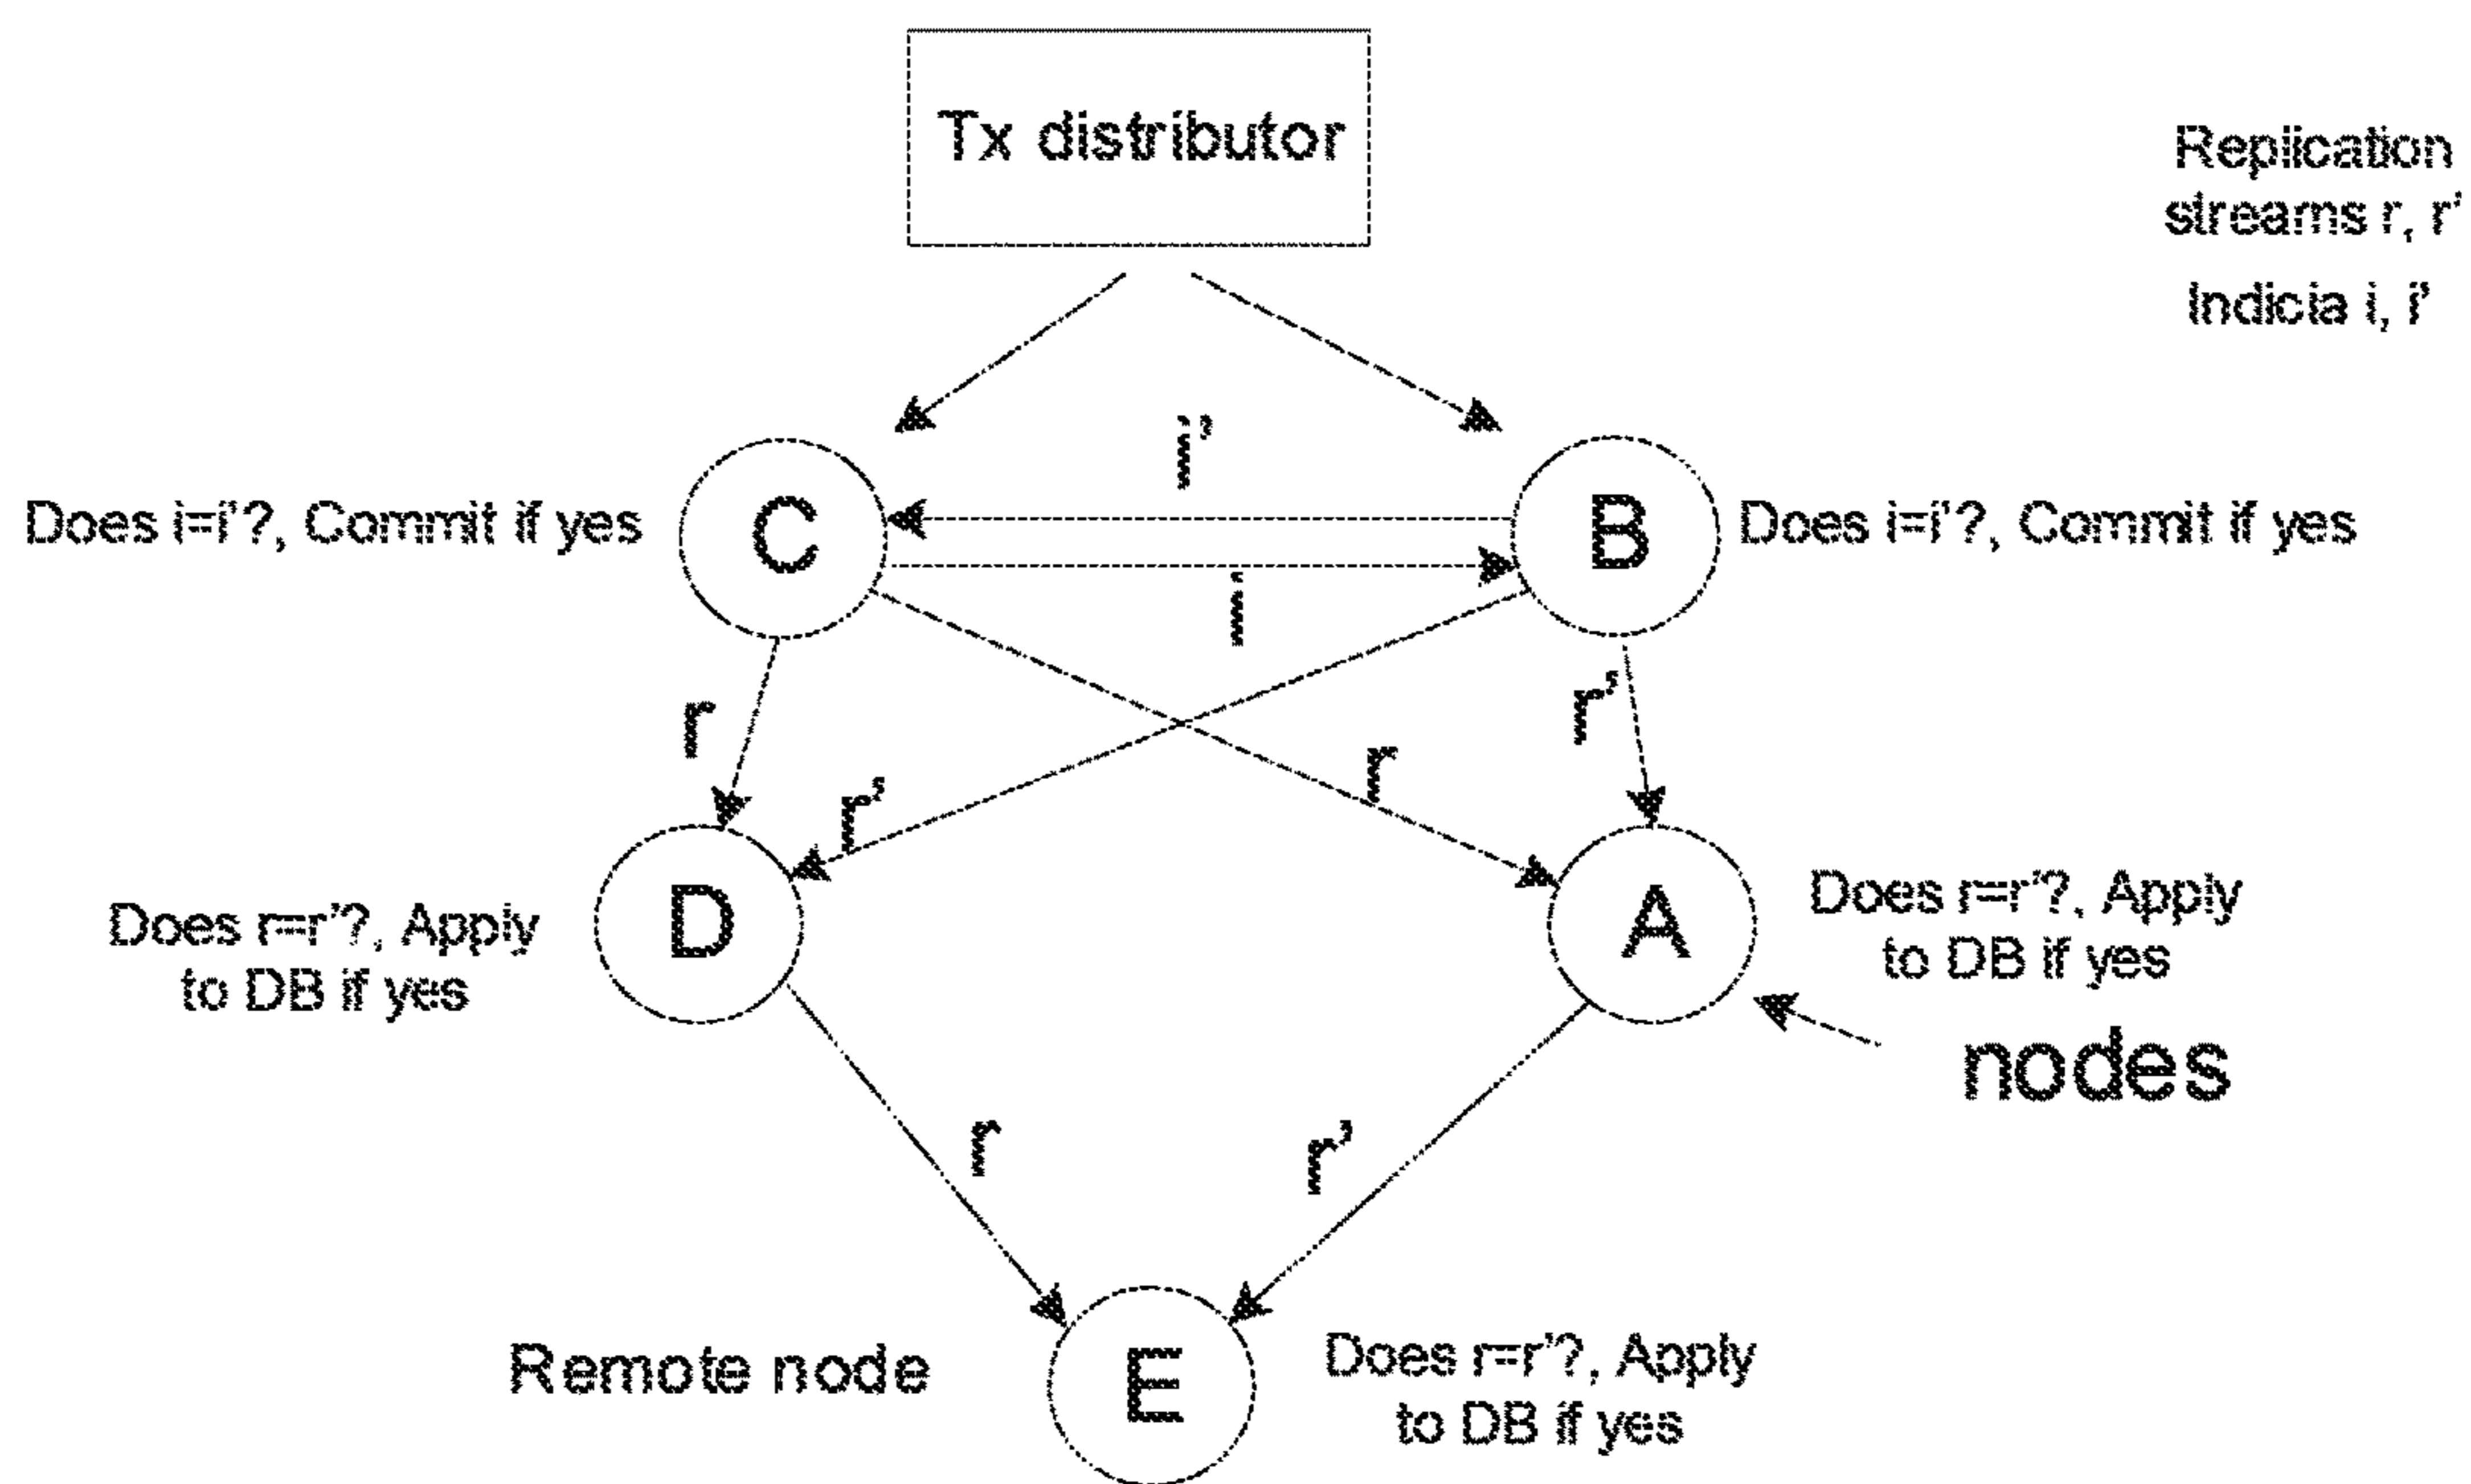 Tx distributor
Replication
streams r, r'
Indicia i, i'
i'
Does i=i'?, Commit if yes
C
B
Does i=i'?, Commit if yes
i
r
r'
r'
r
D
A
Does r=r'?, Apply
to DB if yes
Does r=r'?, Apply
to DB if yes
nodes
r
r'
Remote node
E
Does r=r'?, Apply
to DB if yes